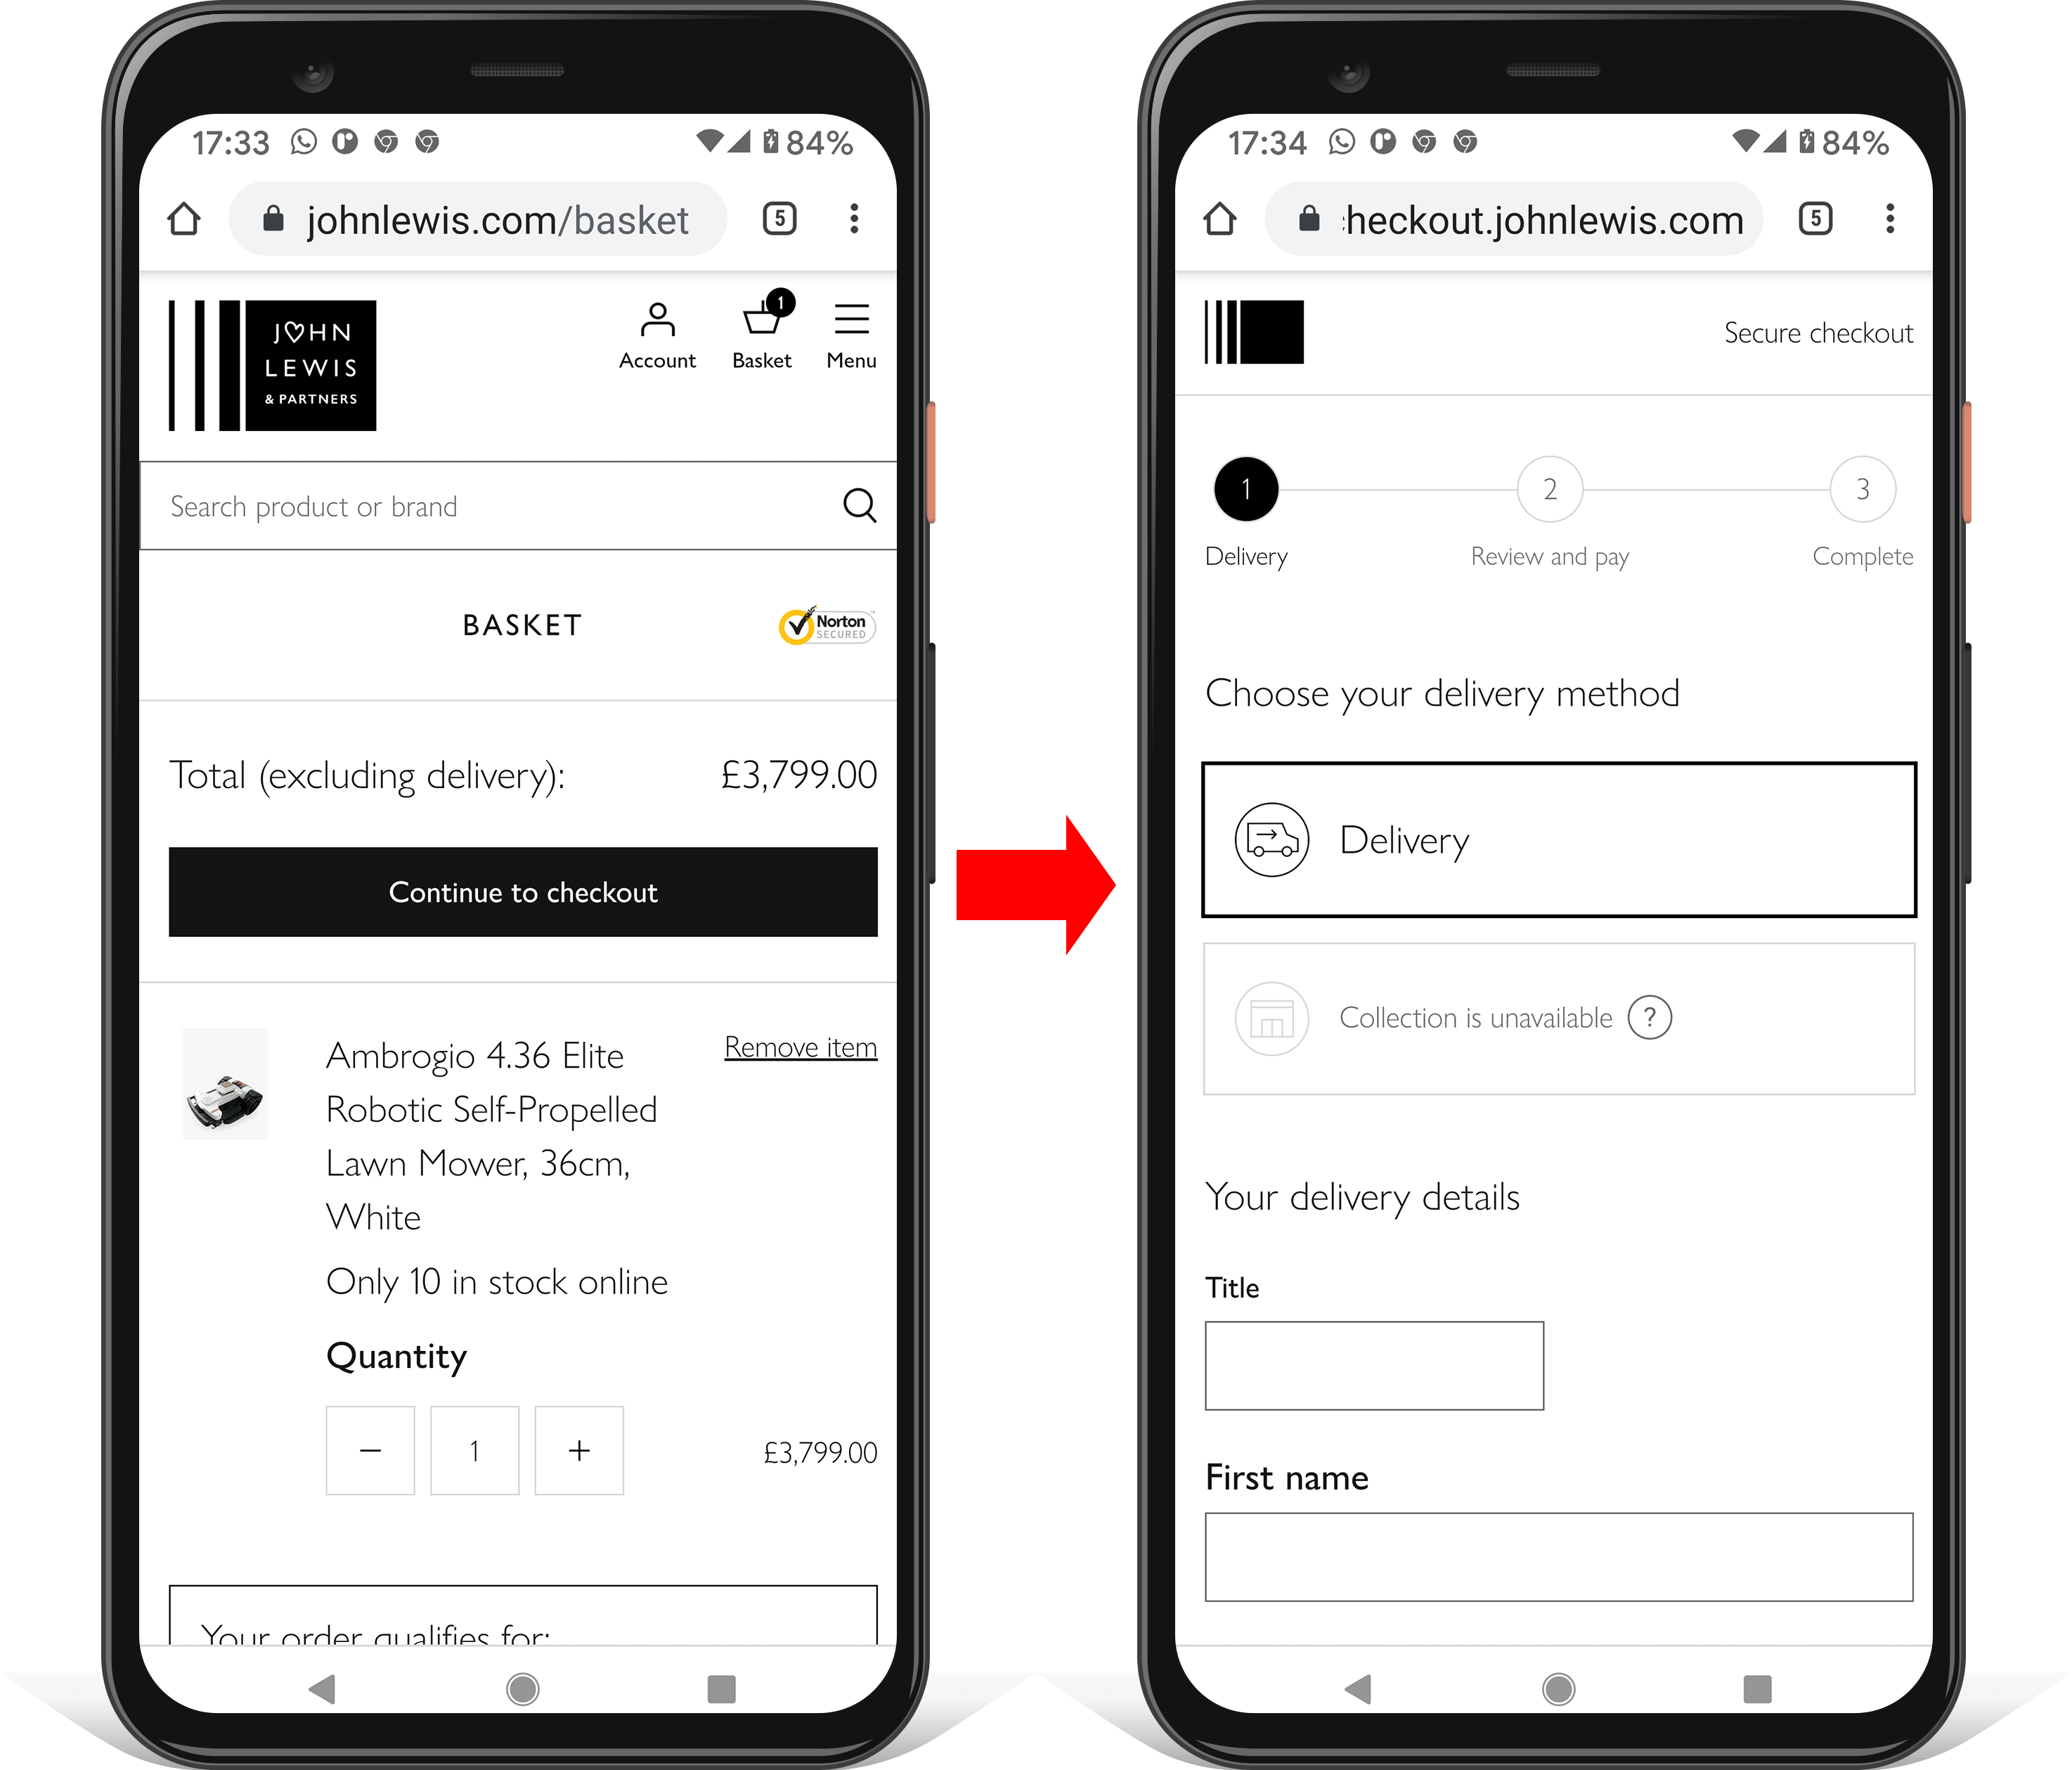 17:33
84%
johnlewis.com/basket
5
JOHN
LEWIS
& PARTNERS
Account
1
Basket
Menu
Search product or brand
BASKET
Norton
SECURED
Total (excluding delivery):
£3,799.00
Continue to checkout
Ambrogio 4.36 Elite
Robotic Self-Propelled
Lawn Mower, 36cm,
White
Remove item
Only 10 in stock online
Quantity
− 1 +
£3,799.00
Your order qualifies for:
17:34
84%
heckout.johnlewis.com
5
Secure checkout
1
2
3
Delivery
Review and pay
Complete
Choose your delivery method
Delivery
Collection is unavailable ?
Your delivery details
Title
First name